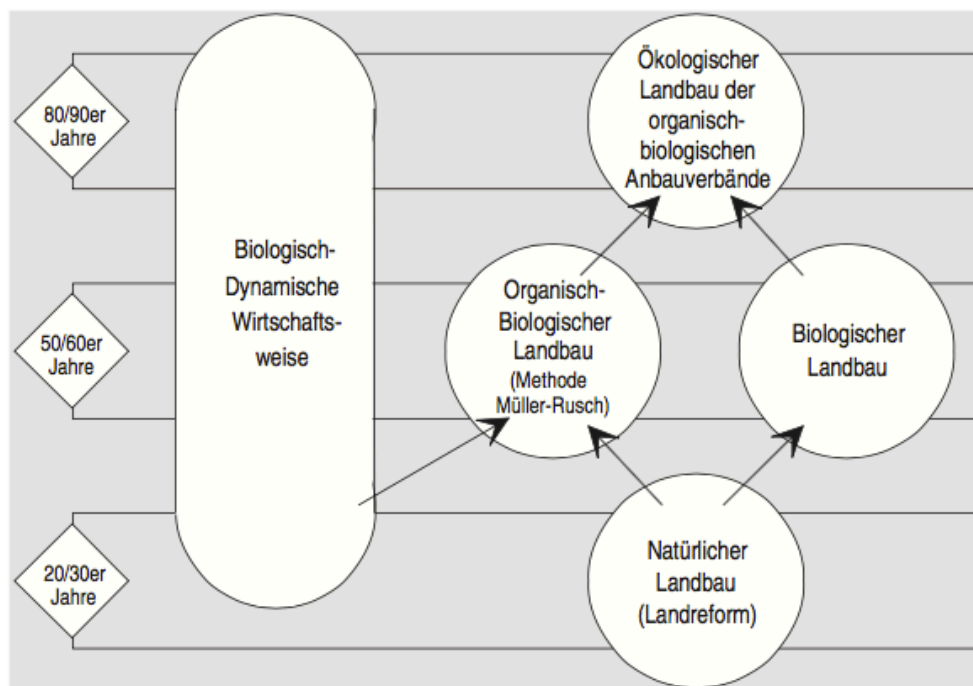 80/90er
Jahre
Ökologischer
Landbau der
organisch-
biologischen
Anbauverbände
Biologisch-
Dynamische
Wirtschafts-
weise
50/60er
Jahre
Organisch-
Biologischer
Landbau
(Methode
Müller-Rusch)
Biologischer
Landbau
20/30er
Jahre
Natürlicher
Landbau
(Landreform)